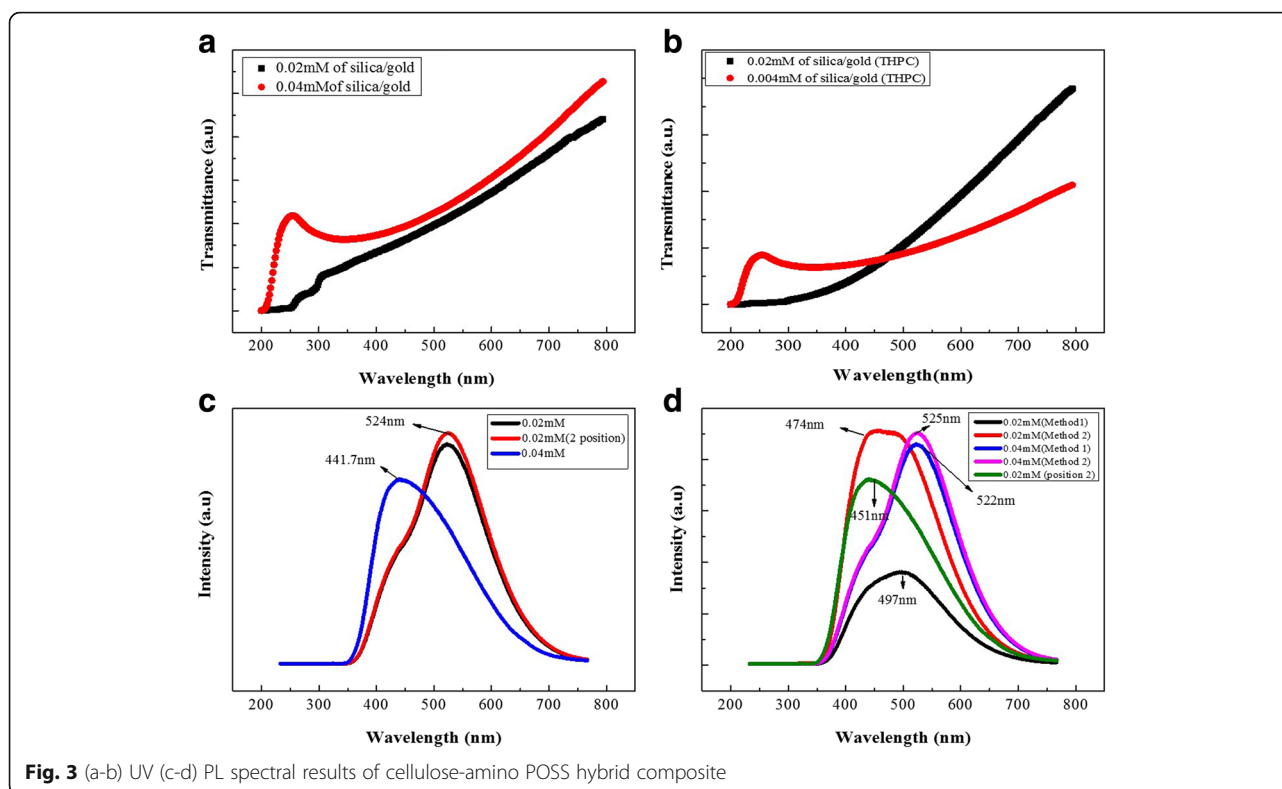 a
0.02mM of silica/gold
0.04mMof silica/gold
Transmittance (a.u)
200 300 400 500 600 700 800
Wavelength (nm)
b
0.02mM of silica/gold (THPC)
0.004mM of silica/gold (THPC)
Transmittance (a.u.)
200 300 400 500 600 700 800
Wavelength(nm)
c
524nm
441.7nm
0.02mM
0.02mM(2 position)
0.04mM
Intensity (a.u)
200 300 400 500 600 700 800
Wavelength (nm)
d
474nm
525nm
522nm
451nm
497nm
0.02mM(Method1)
0.02mM(Method 2)
0.04mM(Method 1)
0.04mM(Method 2)
0.02mM (position 2)
Intensity (a.u)
200 300 400 500 600 700 800
Wavelength (nm)
Fig. 3 (a-b) UV (c-d) PL spectral results of cellulose-amino POSS hybrid composite